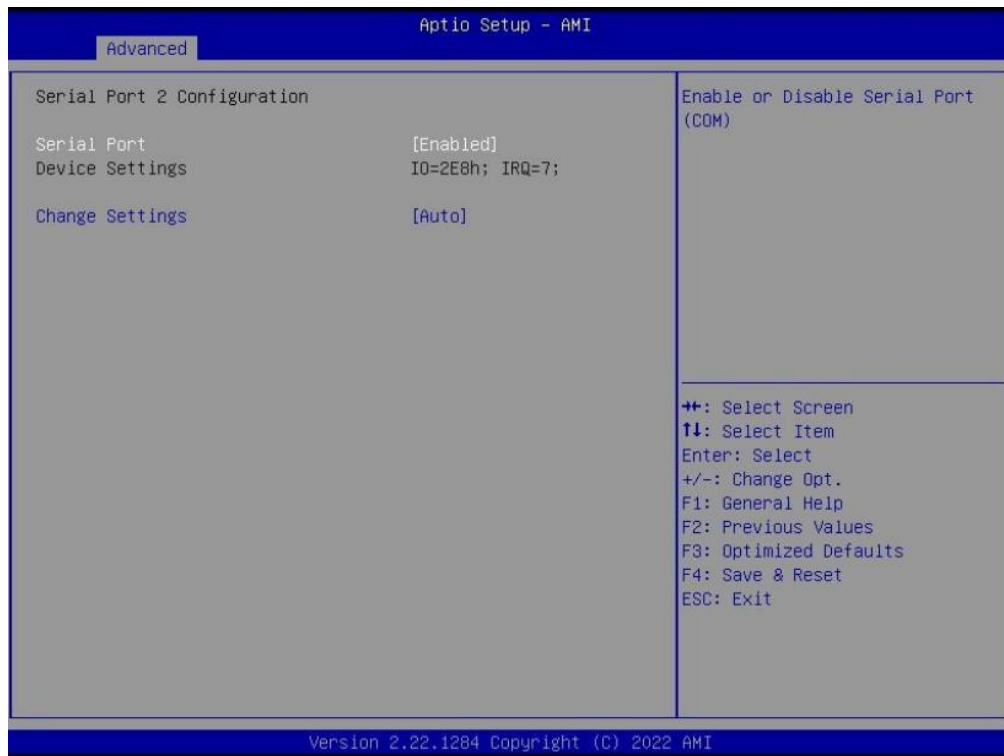 Aptio Setup – AMI
Advanced
Serial Port 2 Configuration
Serial Port [Enabled]
Device Settings IO=2E8h; IRQ=7;
Change Settings [Auto]
Enable or Disable Serial Port
(COM)
→←: Select Screen
↑↓: Select Item
Enter: Select
+/-: Change Opt.
F1: General Help
F2: Previous Values
F3: Optimized Defaults
F4: Save & Reset
ESC: Exit
Version 2.22.1284 Copyright (C) 2022 AMI